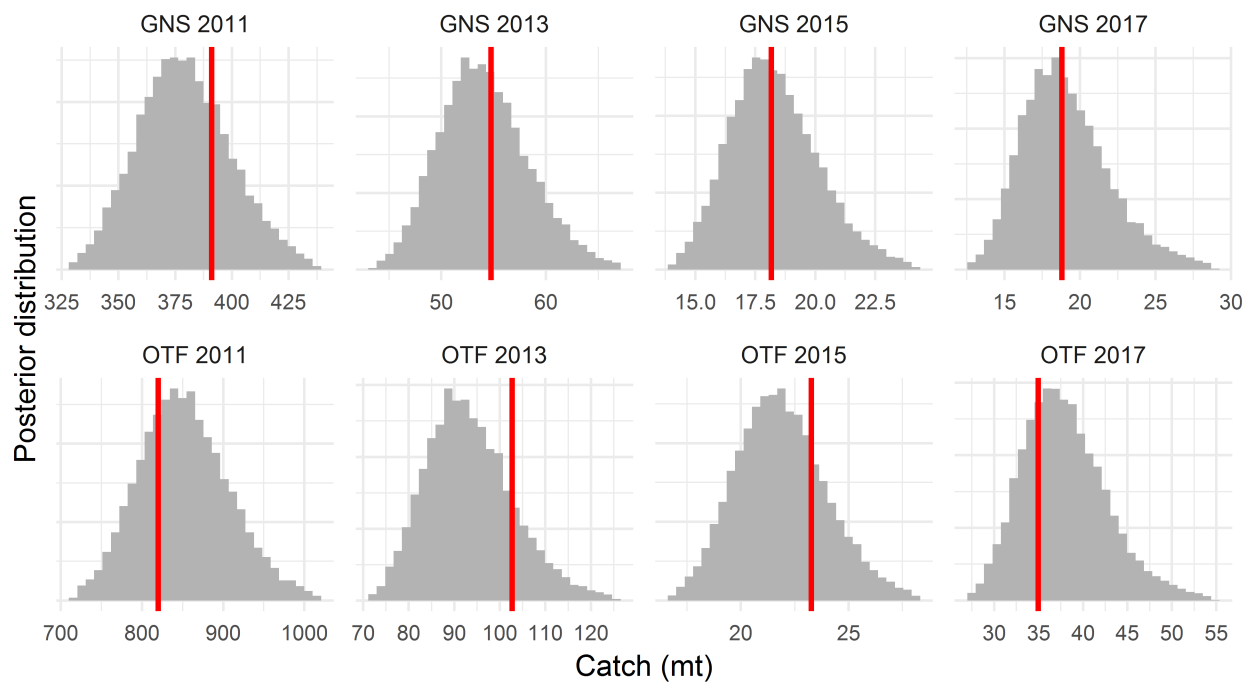 GNS 2011 GNS 2013 GNS 2015 GNS 2017
325 350 375 400 425 50 60 15.0 17.5 20.0 22.5 15 20 25 30
Posterior distribution
OTF 2011 OTF 2013 OTF 2015 OTF 2017
700 800 900 1000 70 80 90 100 110 120 20 25 30 35 40 45 50 55
Catch (mt)